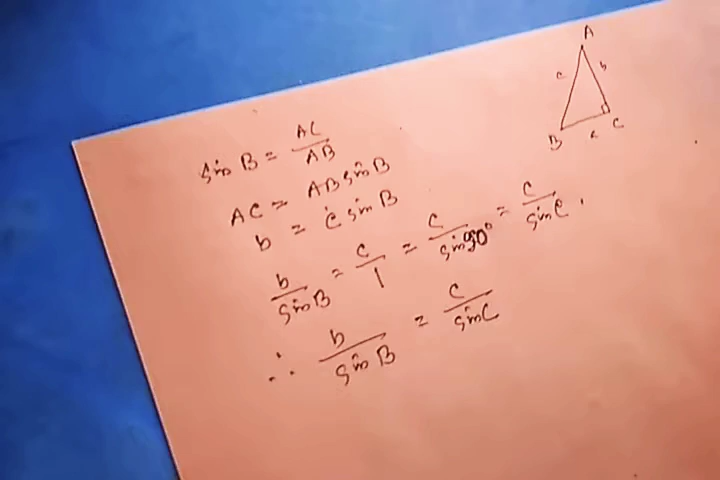 A
c b
B a C
sin B = AC/AB
AC = AB sin B
b = c sin B
b/sin B = c/1 = c/sin 90° = c/sin C.
∴ b/sin B = c/sin C